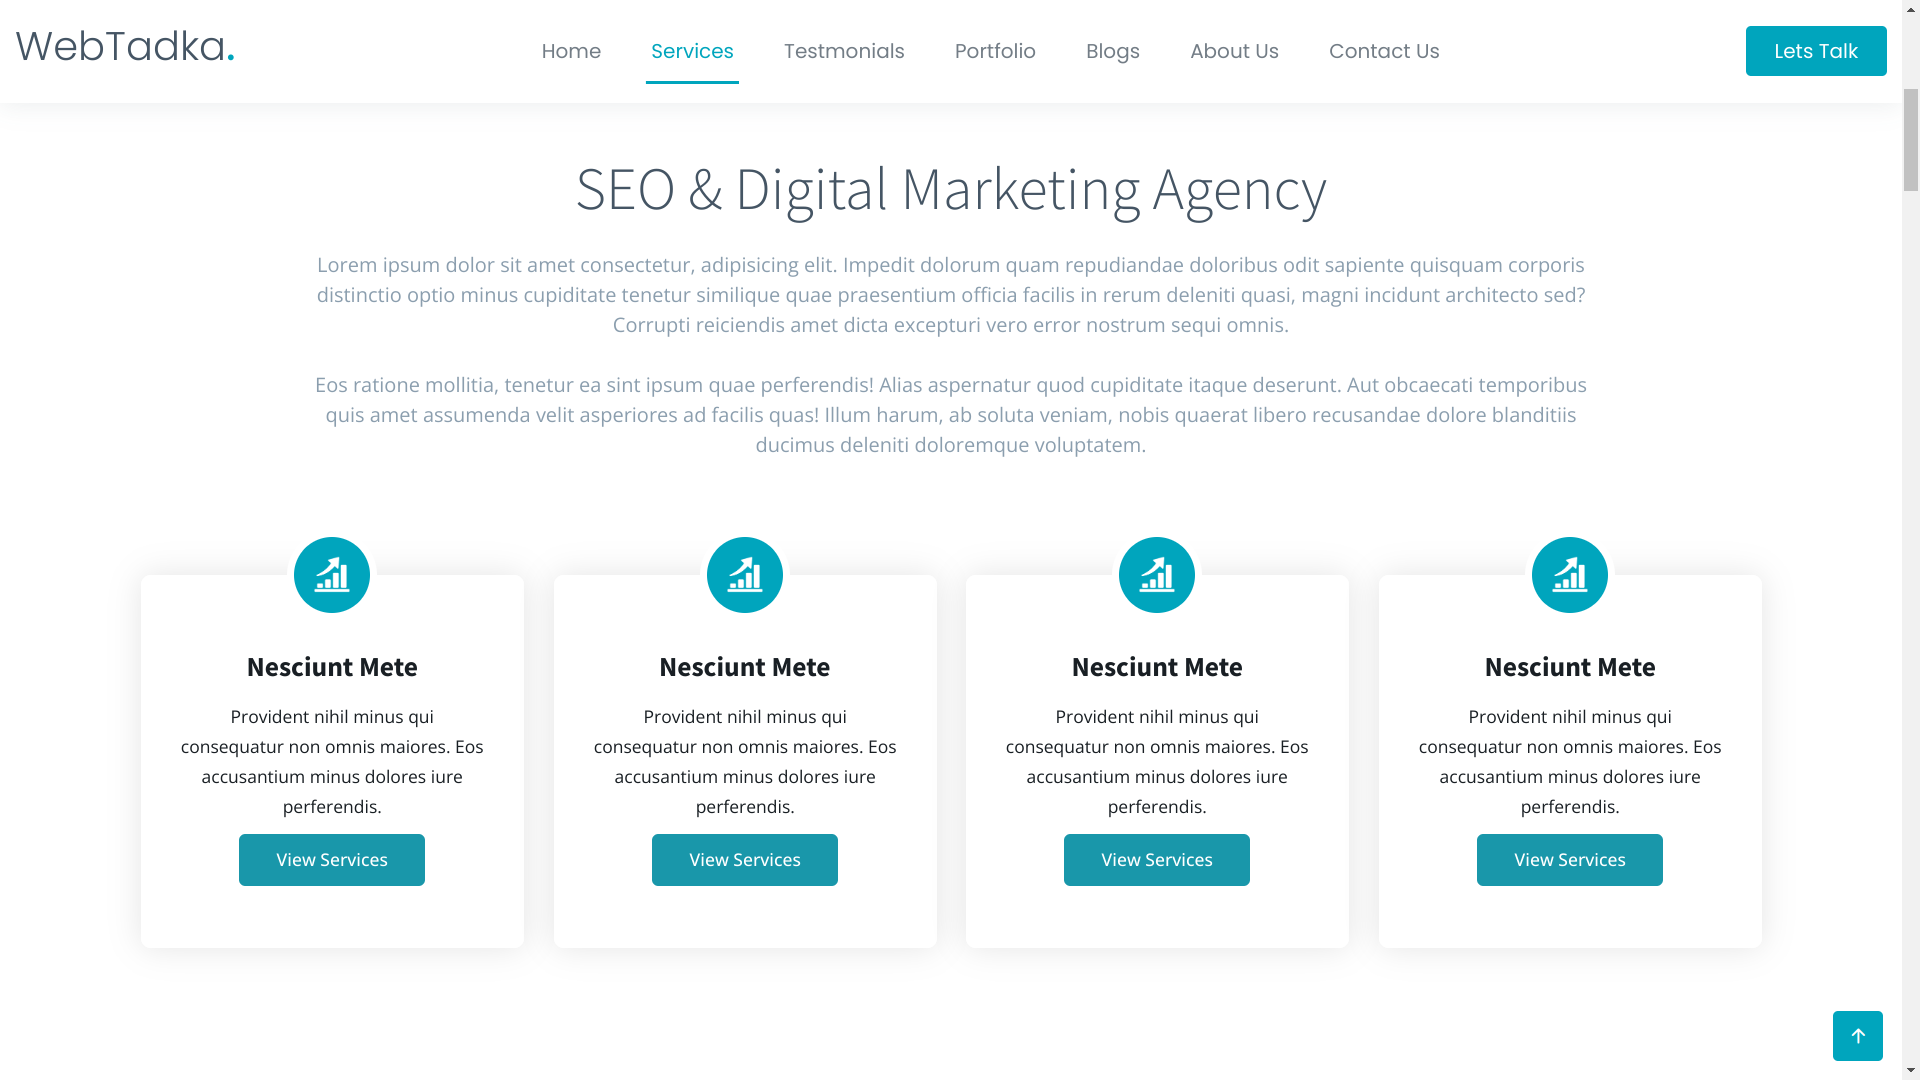 WebTadka.
Home
Services
Testmonials
Portfolio
Blogs
About Us
Contact Us
Lets Talk
SEO & Digital Marketing Agency
Lorem ipsum dolor sit amet consectetur, adipisicing elit. Impedit dolorum quam repudiandae doloribus odit sapiente quisquam corporis
distinctio optio minus cupiditate tenetur similique quae praesentium officia facilis in rerum deleniti quasi, magni incidunt architecto sed?
Corrupti reiciendis amet dicta excepturi vero error nostrum sequi omnis.
Eos ratione mollitia, tenetur ea sint ipsum quae perferendis! Alias aspernatur quod cupiditate itaque deserunt. Aut obcaecati temporibus
quis amet assumenda velit asperiores ad facilis quas! Illum harum, ab soluta veniam, nobis quaerat libero recusandae dolore blanditiis
ducimus deleniti doloremque voluptatem.
Nesciunt Mete
Provident nihil minus qui
consequatur non omnis maiores. Eos
accusantium minus dolores iure
perferendis.
View Services
Nesciunt Mete
Provident nihil minus qui
consequatur non omnis maiores. Eos
accusantium minus dolores iure
perferendis.
View Services
Nesciunt Mete
Provident nihil minus qui
consequatur non omnis maiores. Eos
accusantium minus dolores iure
perferendis.
View Services
Nesciunt Mete
Provident nihil minus qui
consequatur non omnis maiores. Eos
accusantium minus dolores iure
perferendis.
View Services